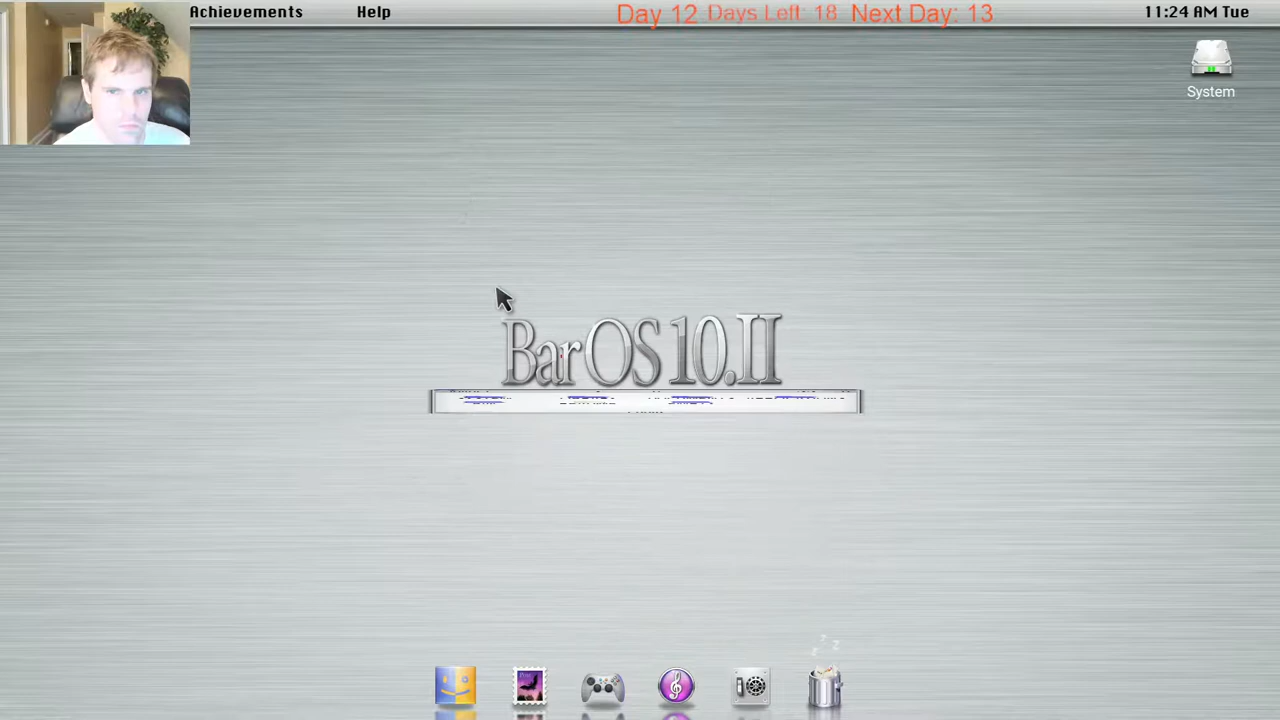 Achievements Help Day 12 Days Left: 18 Next Day: 13 11:24 AM Tue
System
BarOS 10.II